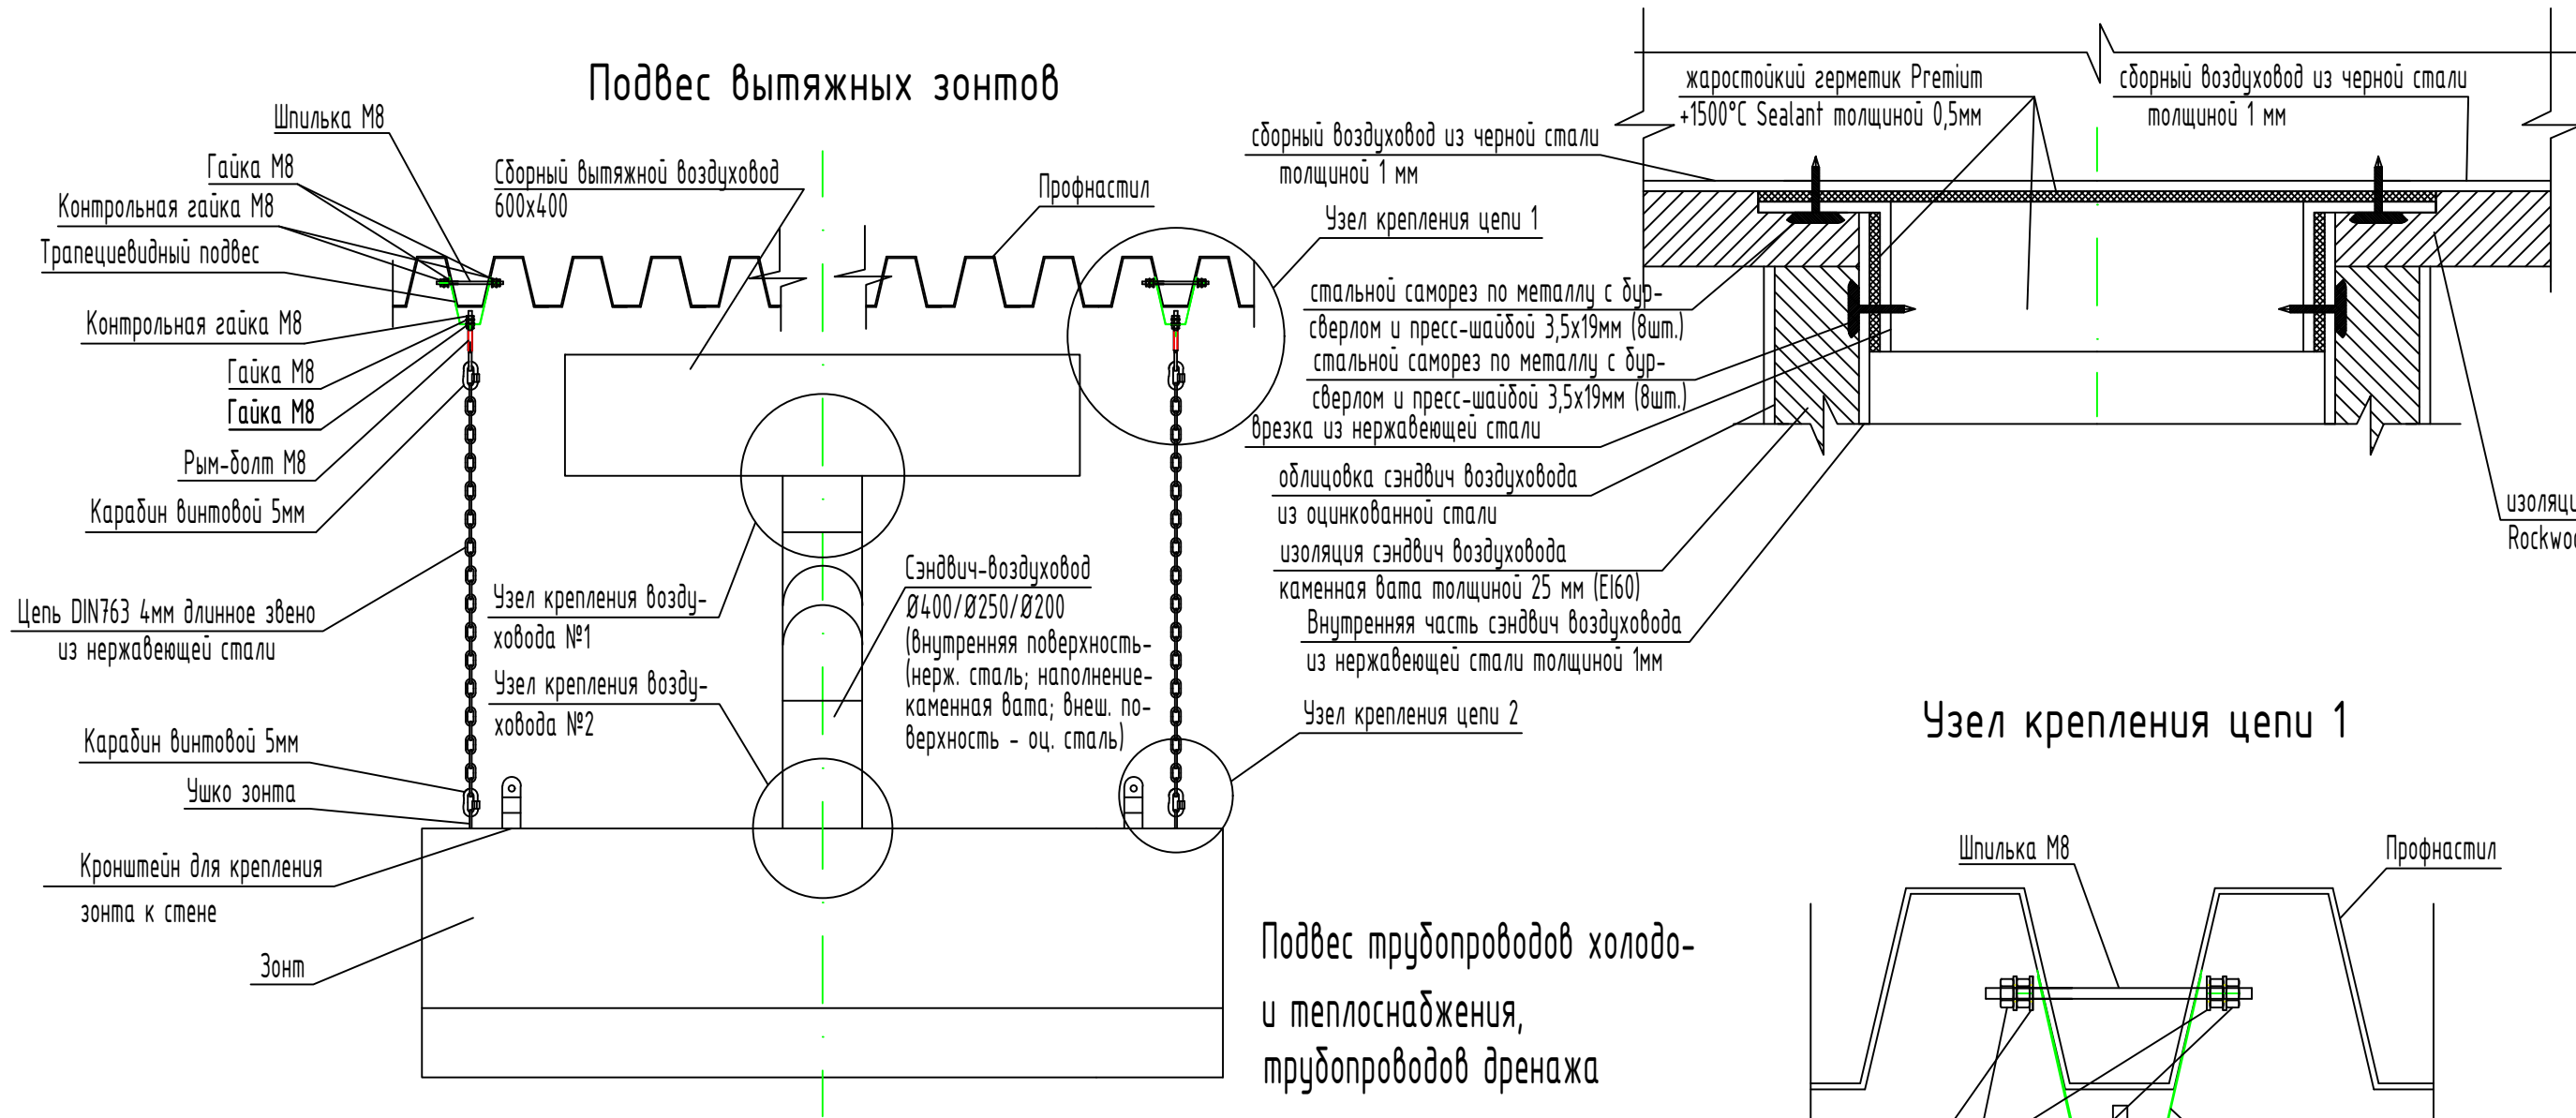 Подвес вытяжных зонтов
Шпилька М8
Гайка М8
Контрольная гайка М8
Трапециевидный подвес
Контрольная гайка М8
Гайка М8
Гайка М8
Рым-болт М8
Карабин винтовой 5мм
Цепь DIN763 4мм длинное звено
из нержавеющей стали
Карабин винтовой 5мм
Ушко зонта
Кронштейн для крепления
зонта к стене
Зонт
Сборный вытяжной воздуховод
600х400
Профнастил
Узел крепления возду-
ховода №1
Узел крепления возду-
ховода №2
Сэндвич-воздуховод
Ø400/Ø250/Ø200
(внутренняя поверхность-
(нерж. сталь; наполнение-
каменная вата; внеш. по-
верхность - оц. сталь)
Узел крепления цепи 1
Узел крепления цепи 2
жаростойкий герметик Premium
+1500°C Sealant толщиной 0,5мм
сборный воздуховод из черной стали
толщиной 1 мм
сборный воздуховод из черной стали
толщиной 1 мм
стальной саморез по металлу с бур-
сверлом и пресс-шайбой 3,5х19мм (8шт.)
стальной саморез по металлу с бур-
сверлом и пресс-шайбой 3,5х19мм (8шт.)
врезка из нержавеющей стали
облицовка сэндвич воздуховода
из оцинкованной стали
изоляция сэндвич воздуховода
каменная вата толщиной 25 мм (EI60)
Внутренняя часть сэндвич воздуховода
из нержавеющей стали толщиной 1мм
Узел крепления цепи 1
Шпилька М8
Профнастил
Подвес трубопроводов холодо-
и теплоснабжения,
трубопроводов дренажа